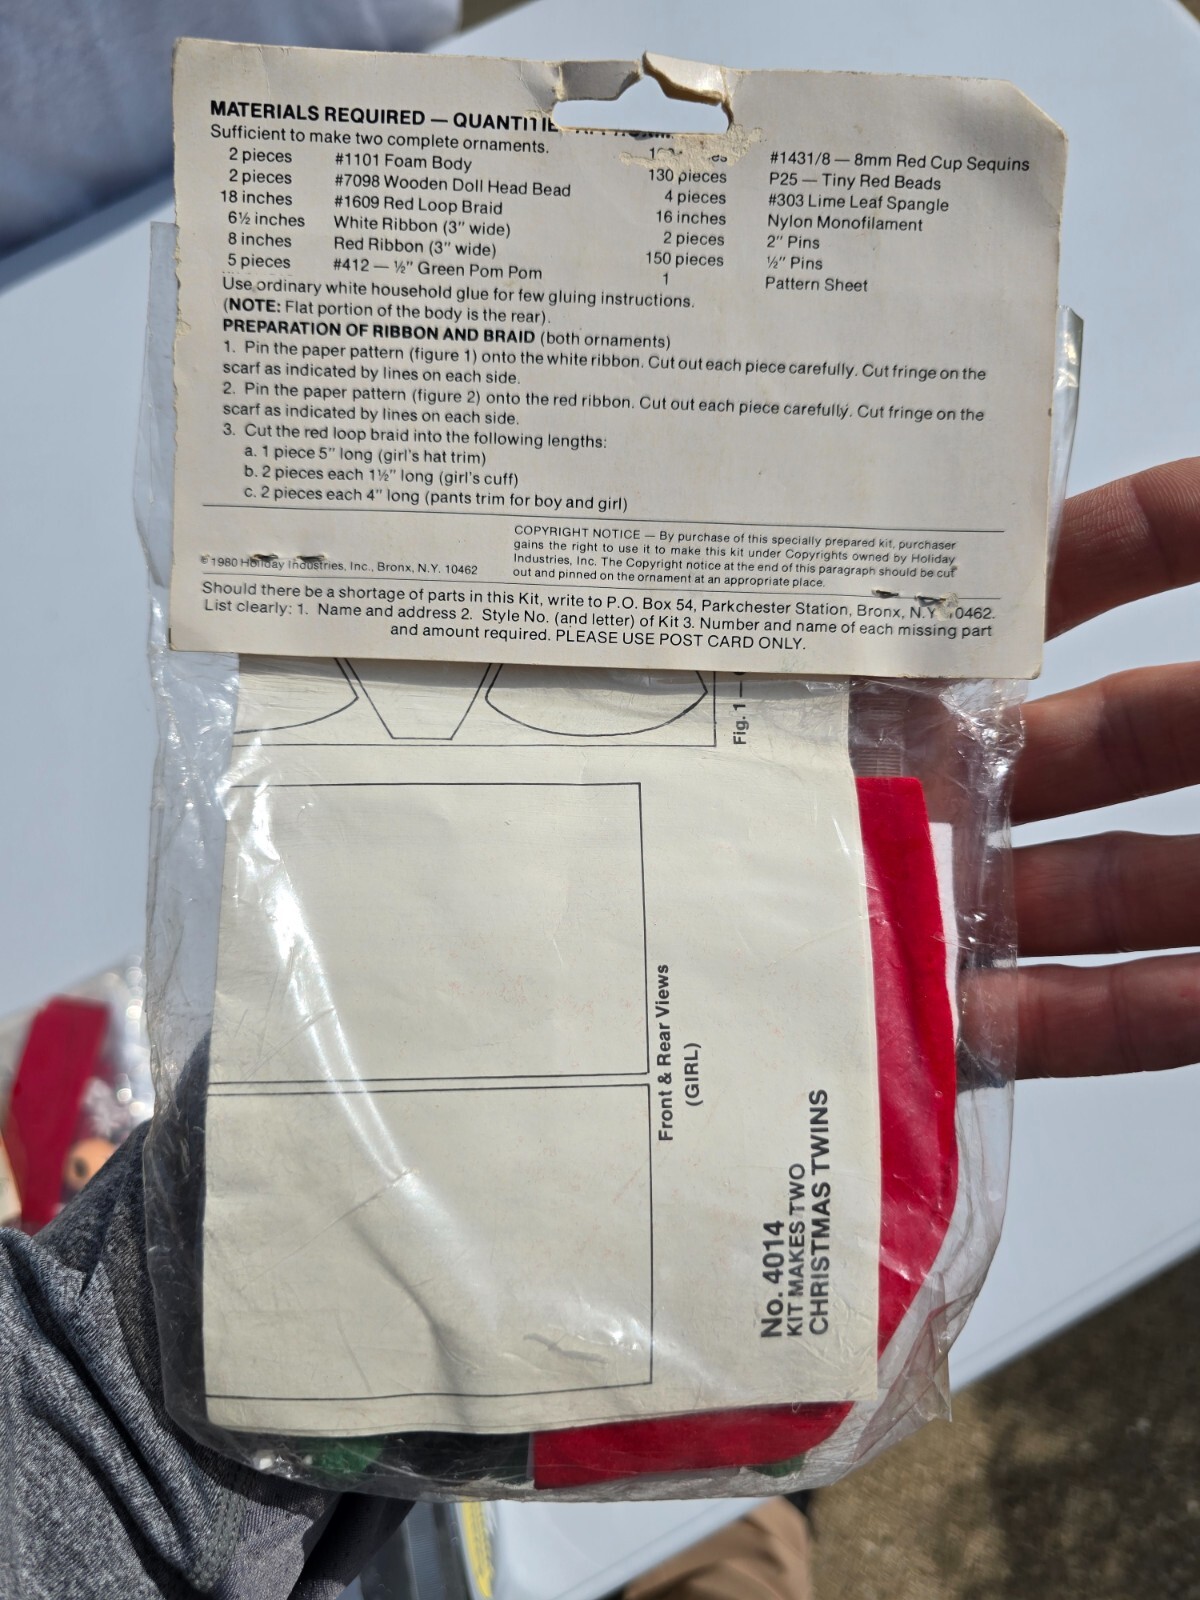 MATERIALS REQUIRED — QUANTITIE
Sufficient to make two complete ornaments.
2 pieces #1101 Foam Body
2 pieces #7098 Wooden Doll Head Bead
18 inches #1609 Red Loop Braid
6½ inches White Ribbon (3" wide)
8 inches Red Ribbon (3" wide)
5 pieces #412 — ½" Green Pom Pom
#1431/8 — 8mm Red Cup Sequins
130 pieces P25 — Tiny Red Beads
4 pieces #303 Lime Leaf Spangle
16 inches Nylon Monofilament
2 pieces 2" Pins
150 pieces ½" Pins
1 Pattern Sheet
Use ordinary white household glue for few gluing instructions.
(NOTE: Flat portion of the body is the rear).
PREPARATION OF RIBBON AND BRAID (both ornaments)
1. Pin the paper pattern (figure 1) onto the white ribbon. Cut out each piece carefully. Cut fringe on the
scarf as indicated by lines on each side.
2. Pin the paper pattern (figure 2) onto the red ribbon. Cut out each piece carefully. Cut fringe on the
scarf as indicated by lines on each side.
3. Cut the red loop braid into the following lengths:
a. 1 piece 5" long (girl's hat trim)
b. 2 pieces each 1½" long (girl's cuff)
c. 2 pieces each 4" long (pants trim for boy and girl)
© 1980 Holiday Industries, Inc., Bronx, N.Y. 10462
COPYRIGHT NOTICE — By purchase of this specially prepared kit, purchaser
gains the right to use it to make this kit under Copyrights owned by Holiday
Industries, Inc. The Copyright notice at the end of this paragraph should be cut
out and pinned on the ornament at an appropriate place.
Should there be a shortage of parts in this Kit, write to P.O. Box 54, Parkchester Station, Bronx, N.Y. 10462.
List clearly: 1. Name and address 2. Style No. (and letter) of Kit 3. Number and name of each missing part
and amount required. PLEASE USE POST CARD ONLY.
Fig. 1 —
Front & Rear Views
(GIRL)
No. 4014
KIT MAKES TWO
CHRISTMAS TWINS